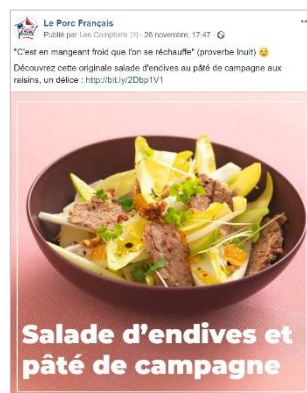 Le Porc Français
Publié par Les Comptoirs [?] · 26 novembre, 17:47 ·
"C'est en mangeant froid que l'on se réchauffe" (proverbe Inuit) 😉
Découvrez cette originale salade d'endives au pâté de campagne aux
raisins, un délice : http://bit.ly/2Dbp1V1
Salade d'endives et
pâté de campagne